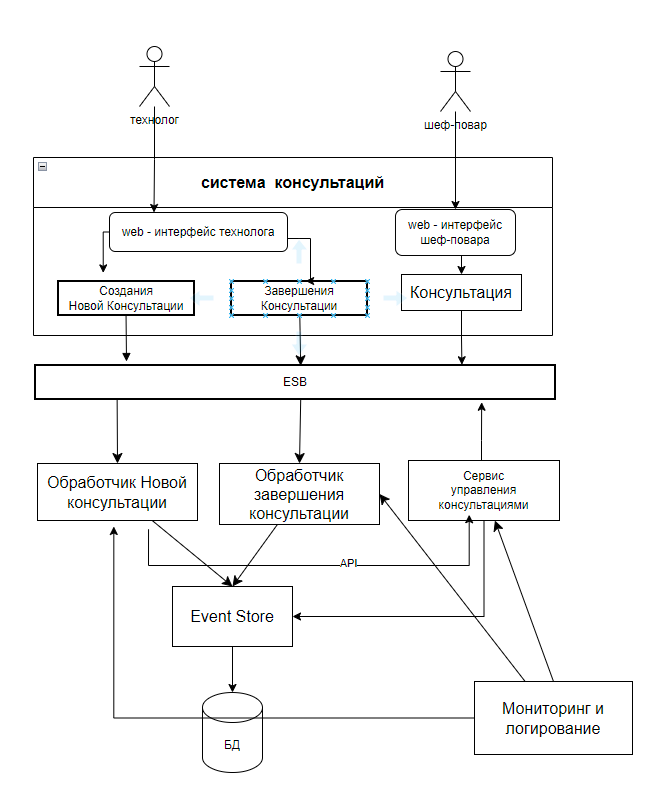 технолог
шеф-повар
система консультаций
web - интерфейс технолога
web - интерфейс
шеф-повара
Создания
Новой Консультации
Завершения
Консультации
Консультация
ESB
Обработчик Новой
консультации
Обработчик
завершения
консультации
Сервис
управления
консультациями
API
Event Store
Мониторинг и
логирование
БД